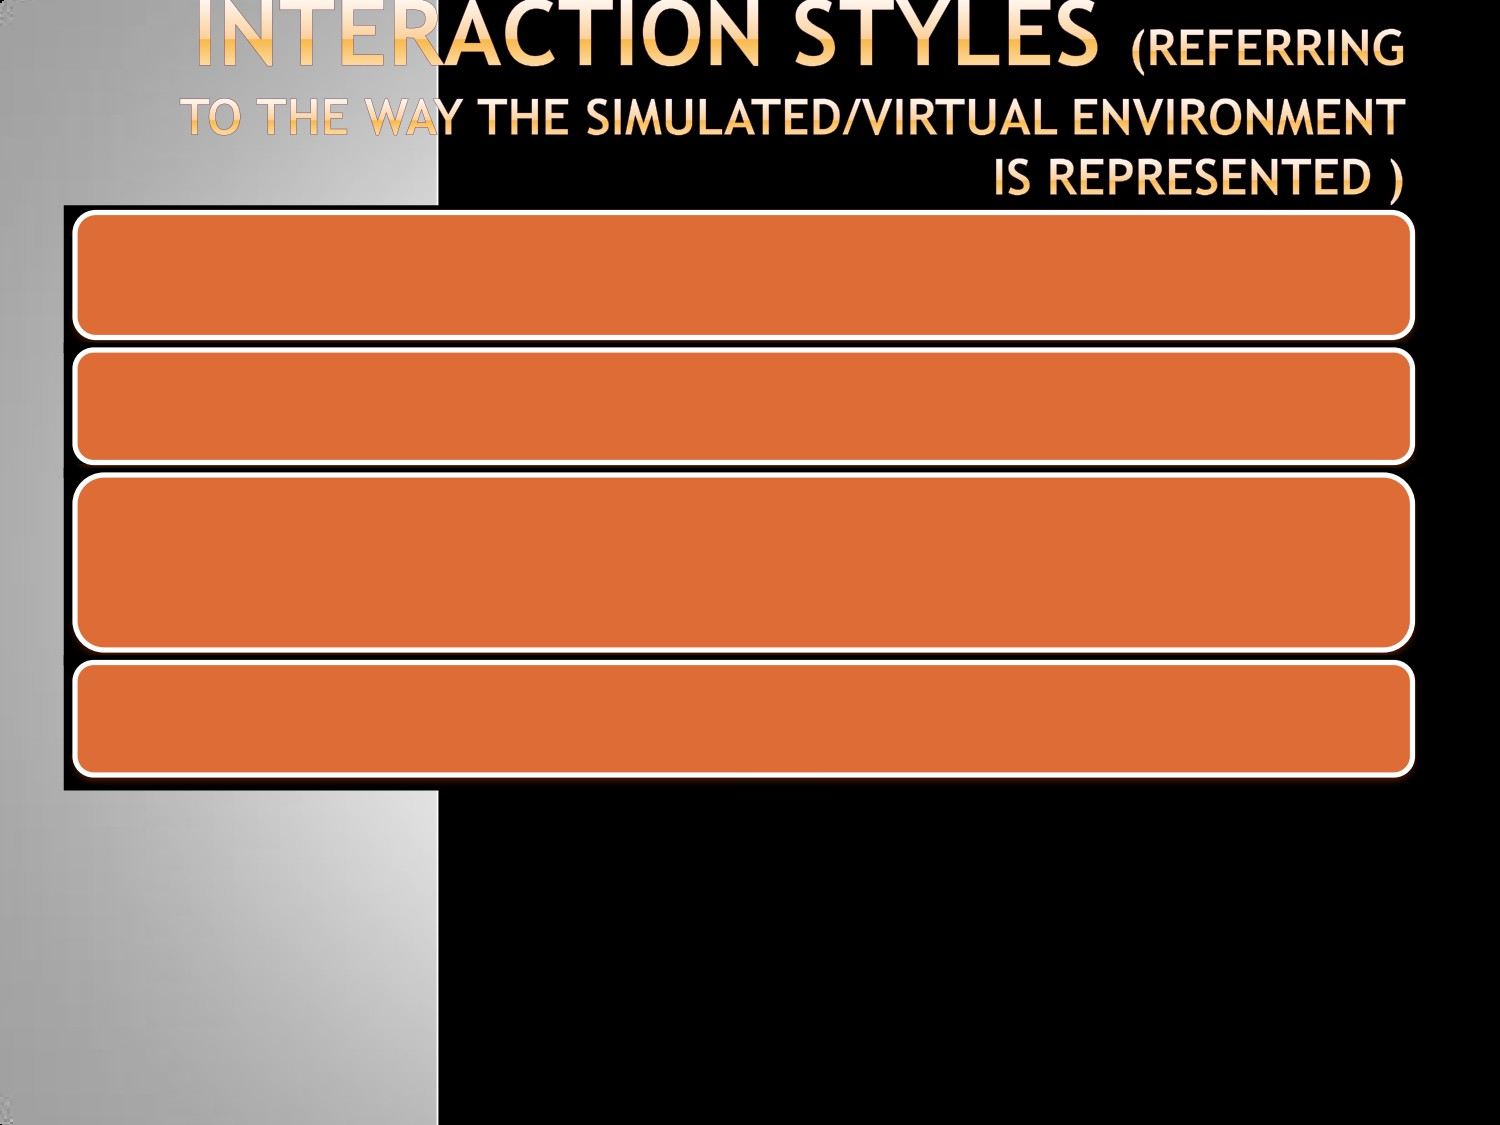 INTERACTION STYLES (REFERRING
TO THE WAY THE SIMULATED/VIRTUAL ENVIRONMENT
IS REPRESENTED )